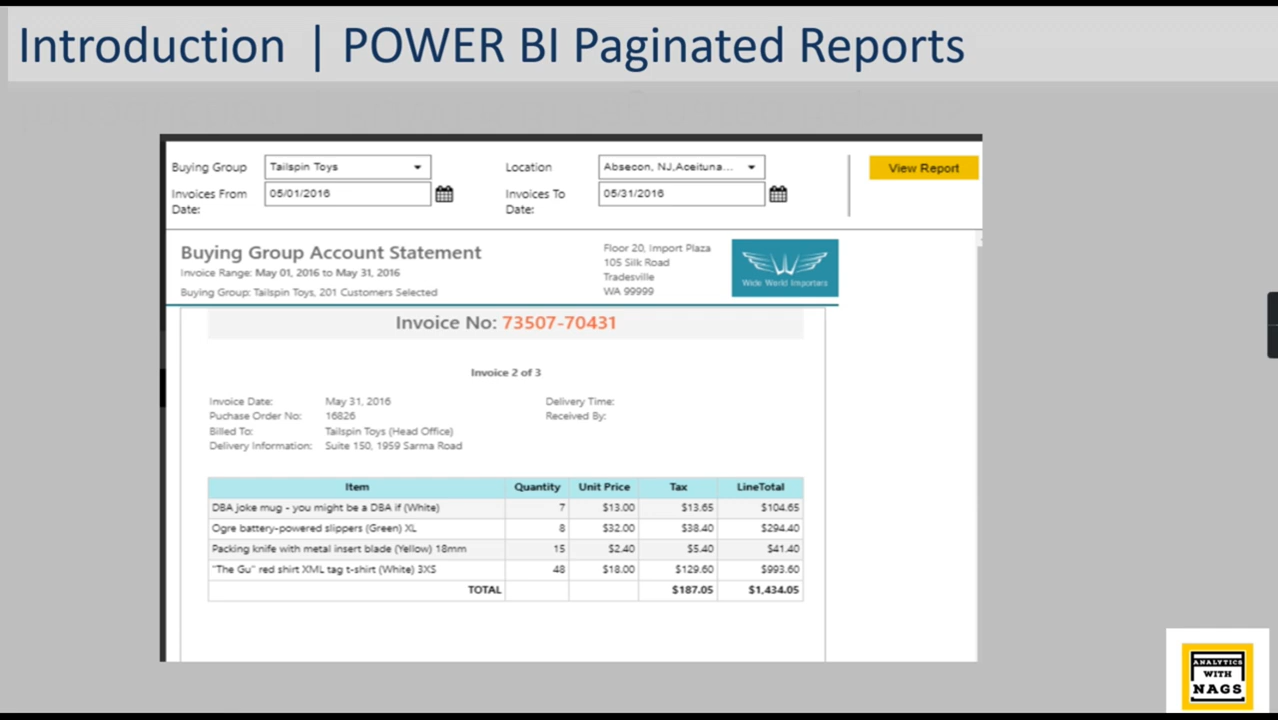 Introduction | POWER BI Paginated Reports
Buying Group Tailspin Toys Location Absecon, NJ,Aceituna... View Report
Invoices From Date: 05/01/2016 Invoices To Date: 05/31/2016
Buying Group Account Statement
Invoice Range: May 01, 2016 to May 31, 2016
Buying Group: Tailspin Toys, 201 Customers Selected
Floor 20, Import Plaza
105 Silk Road
Tradesville
WA 99999
Wide World Importers
Invoice No: 73507-70431
Invoice 2 of 3
Invoice Date: May 31, 2016 Delivery Time:
Puchase Order No: 16826 Received By:
Billed To: Tailspin Toys (Head Office)
Delivery Information: Suite 150, 1959 Sarma Road
Item Quantity Unit Price Tax LineTotal
DBA joke mug - you might be a DBA if (White) 7 $13.00 $13.65 $104.65
Ogre battery-powered slippers (Green) XL 8 $32.00 $38.40 $294.40
Packing knife with metal insert blade (Yellow) 18mm 15 $2.40 $5.40 $41.40
"The Gu" red shirt XML tag t-shirt (White) 3XS 48 $18.00 $129.60 $993.60
TOTAL $187.05 $1,434.05
ANALYTICS
WITH
NAGS